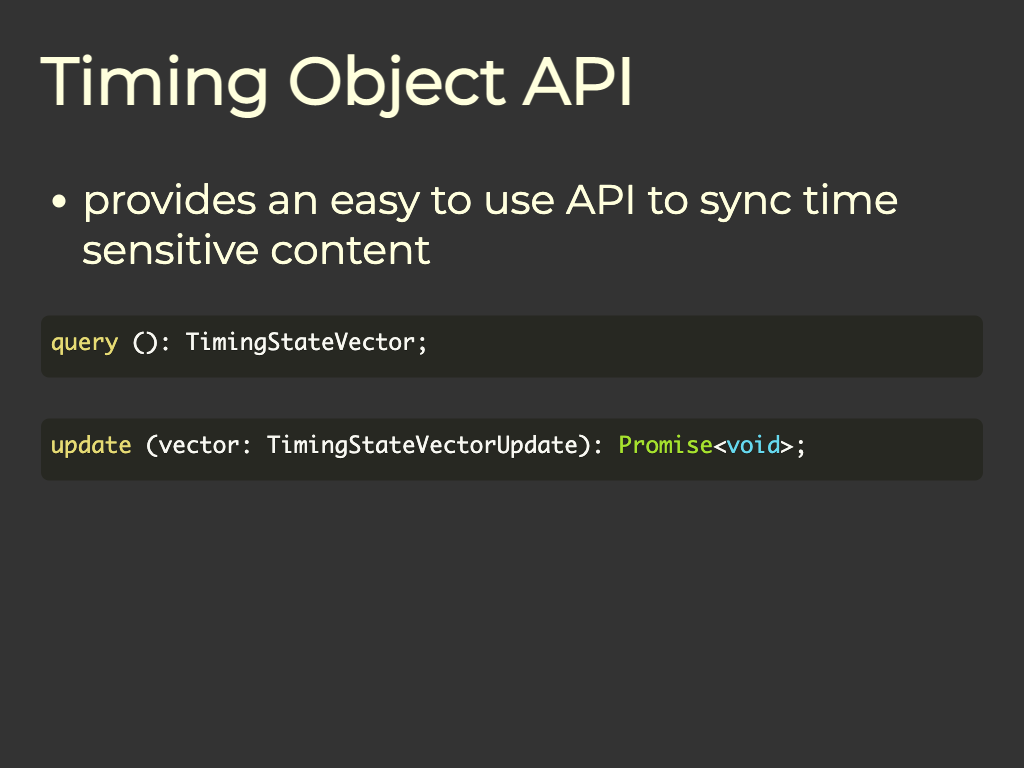 Timing Object API
• provides an easy to use API to sync time
sensitive content
query (): TimingStateVector;
update (vector: TimingStateVectorUpdate): Promise<void>;